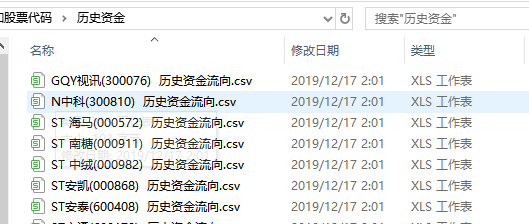 和股票代码 › 历史资金
搜索"历史资金"
名称 修改日期 类型
GQY视讯(300076) 历史资金流向.csv 2019/12/17 2:01 XLS 工作表
N中科(300810) 历史资金流向.csv 2019/12/17 2:01 XLS 工作表
ST 海马(000572) 历史资金流向.csv 2019/12/17 2:01 XLS 工作表
ST 南糖(000911) 历史资金流向.csv 2019/12/17 2:01 XLS 工作表
ST 中绒(000982) 历史资金流向.csv 2019/12/17 2:01 XLS 工作表
ST安凯(000868) 历史资金流向.csv 2019/12/17 2:01 XLS 工作表
ST安泰(600408) 历史资金流向.csv 2019/12/17 2:01 XLS 工作表